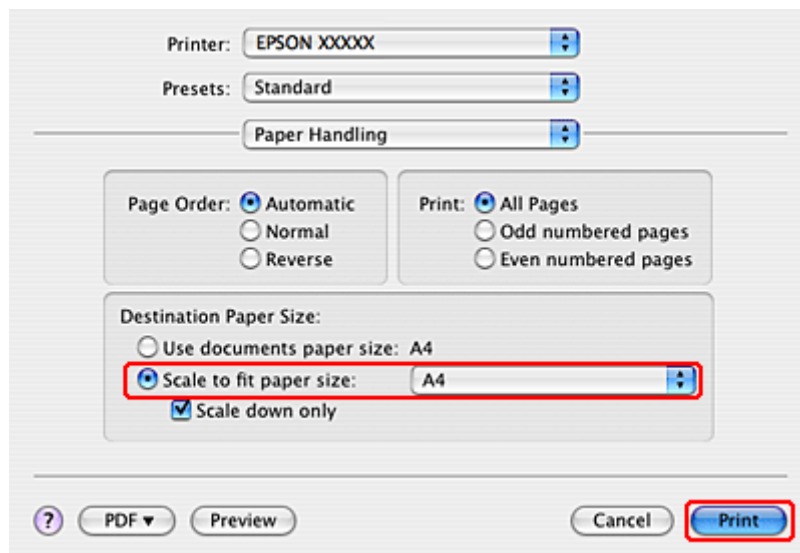 Printer: EPSON XXXXX
Presets: Standard
Paper Handling
Page Order: Automatic
Normal
Reverse
Print: All Pages
Odd numbered pages
Even numbered pages
Destination Paper Size:
Use documents paper size: A4
Scale to fit paper size: A4
Scale down only
? PDF ▼ Preview Cancel Print